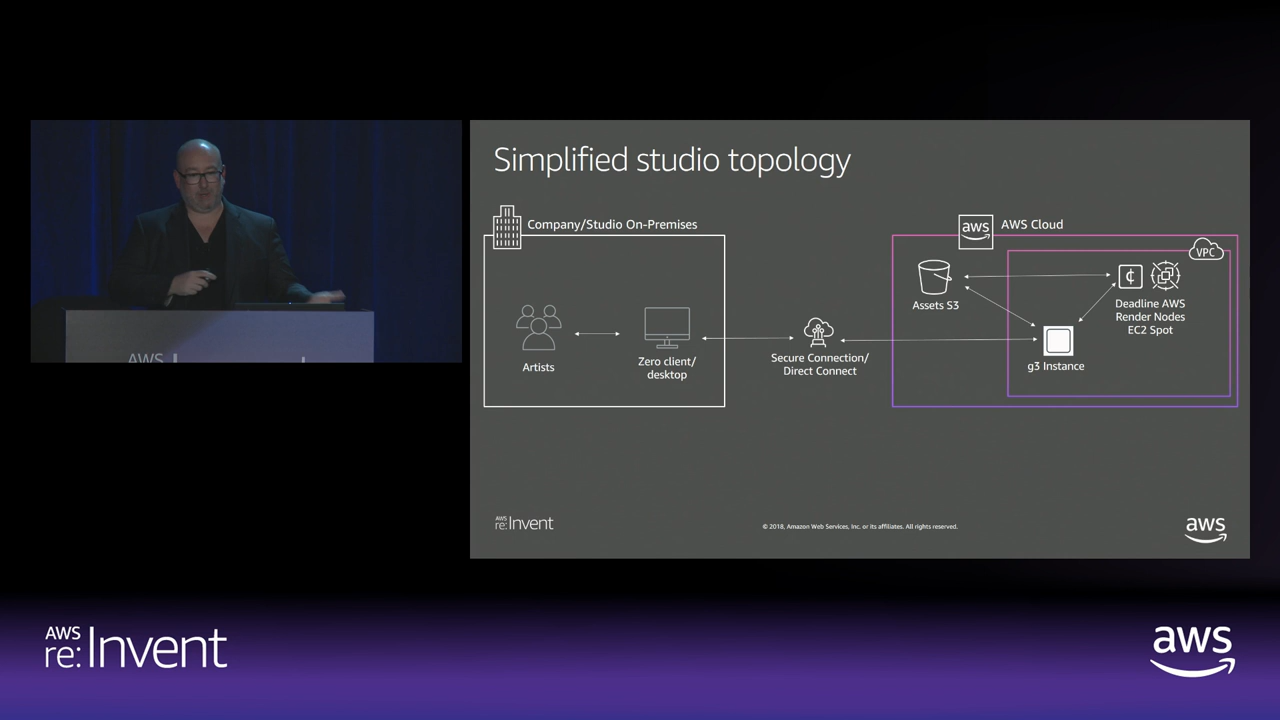 Simplified studio topology
Company/Studio On-Premises
aws
AWS Cloud
VPC
¢
Assets S3
Deadline AWS
Render Nodes
EC2 Spot
Artists
Zero client/
desktop
Secure Connection/
Direct Connect
g3 Instance
AWS
AWS
re:Invent
© 2018, Amazon Web Services, Inc. or its affiliates. All rights reserved.
aws
AWS
re:Invent
aws